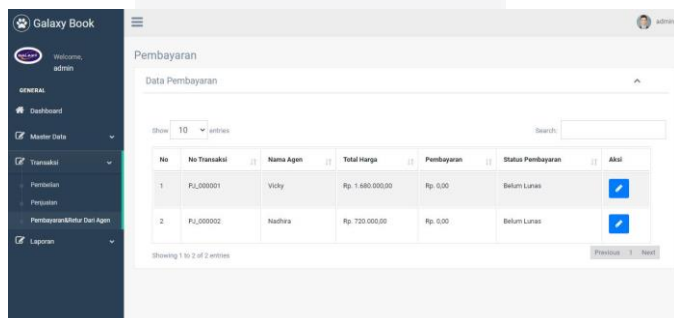 Galaxy Book
admin
Welcome,
admin
Pembayaran
GENERAL
Data Pembayaran
Dashboard
Master Data
Transaksi
Pembelian
Penjualan
Pembayaran&Retur Dari Agen
Laporan
Show 10 entries
Search:
No No Transaksi Nama Agen Total Harga Pembayaran Status Pembayaran Aksi
1 PJ_000001 Vicky Rp. 1.680.000,00 Rp. 0,00 Belum Lunas
2 PJ_000002 Nadhira Rp. 720.000,00 Rp. 0,00 Belum Lunas
Showing 1 to 2 of 2 entries
Previous 1 Next